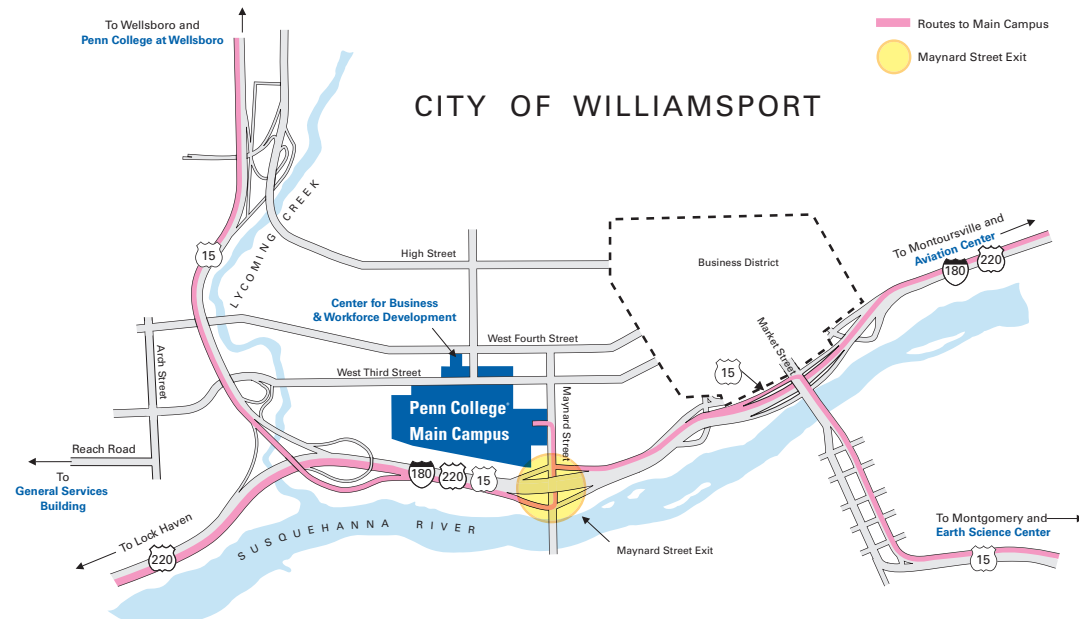 To Wellsboro and
Penn College at Wellsboro
Routes to Main Campus
Maynard Street Exit
CITY OF WILLIAMSPORT
LYCOMING CREEK
15
High Street
Business District
To Montoursville and
Aviation Center
180
220
Center for Business
& Workforce Development
West Fourth Street
Market Street
Arch Street
West Third Street
15
Maynard Street
Penn College®
Main Campus
Reach Road
To
General Services
Building
180
220
15
SUSQUEHANNA RIVER
To Lock Haven
220
Maynard Street Exit
To Montgomery and
Earth Science Center
15